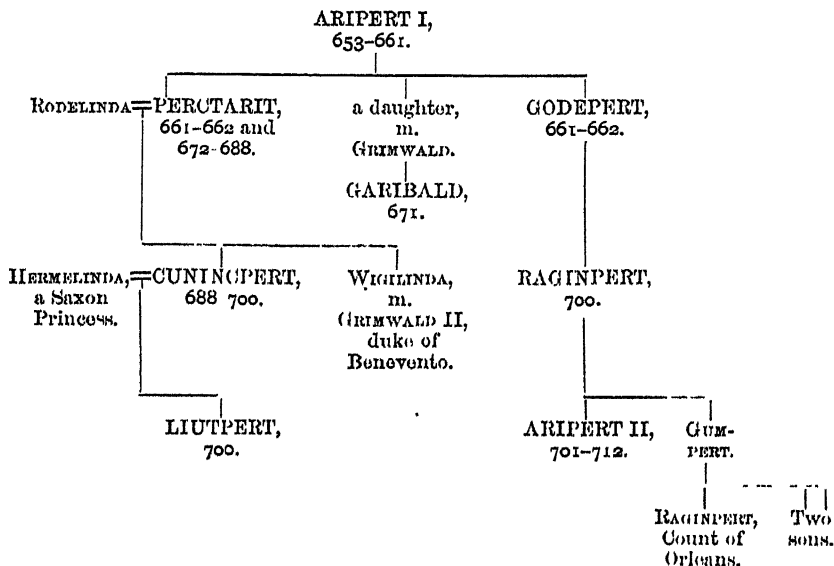 ARIPERT I,
653–661.
RODELINDA = PERCTARIT,
661–662 and
672–688.
a daughter,
m.
GRIMWALD.
GARIBALD,
671.
GODEPERT,
661–662.
HERMELINDA, = CUNINCPERT,
a Saxon
Princess.
688 700.
WIGILINDA,
m.
GRIMWALD II,
duke of
Benevento.
RAGINPERT,
700.
LIUTPERT,
700.
ARIPERT II,
701–712.
GUM-
PERT.
RAGINPERT,
Count of
Orleans.
Two
sons.